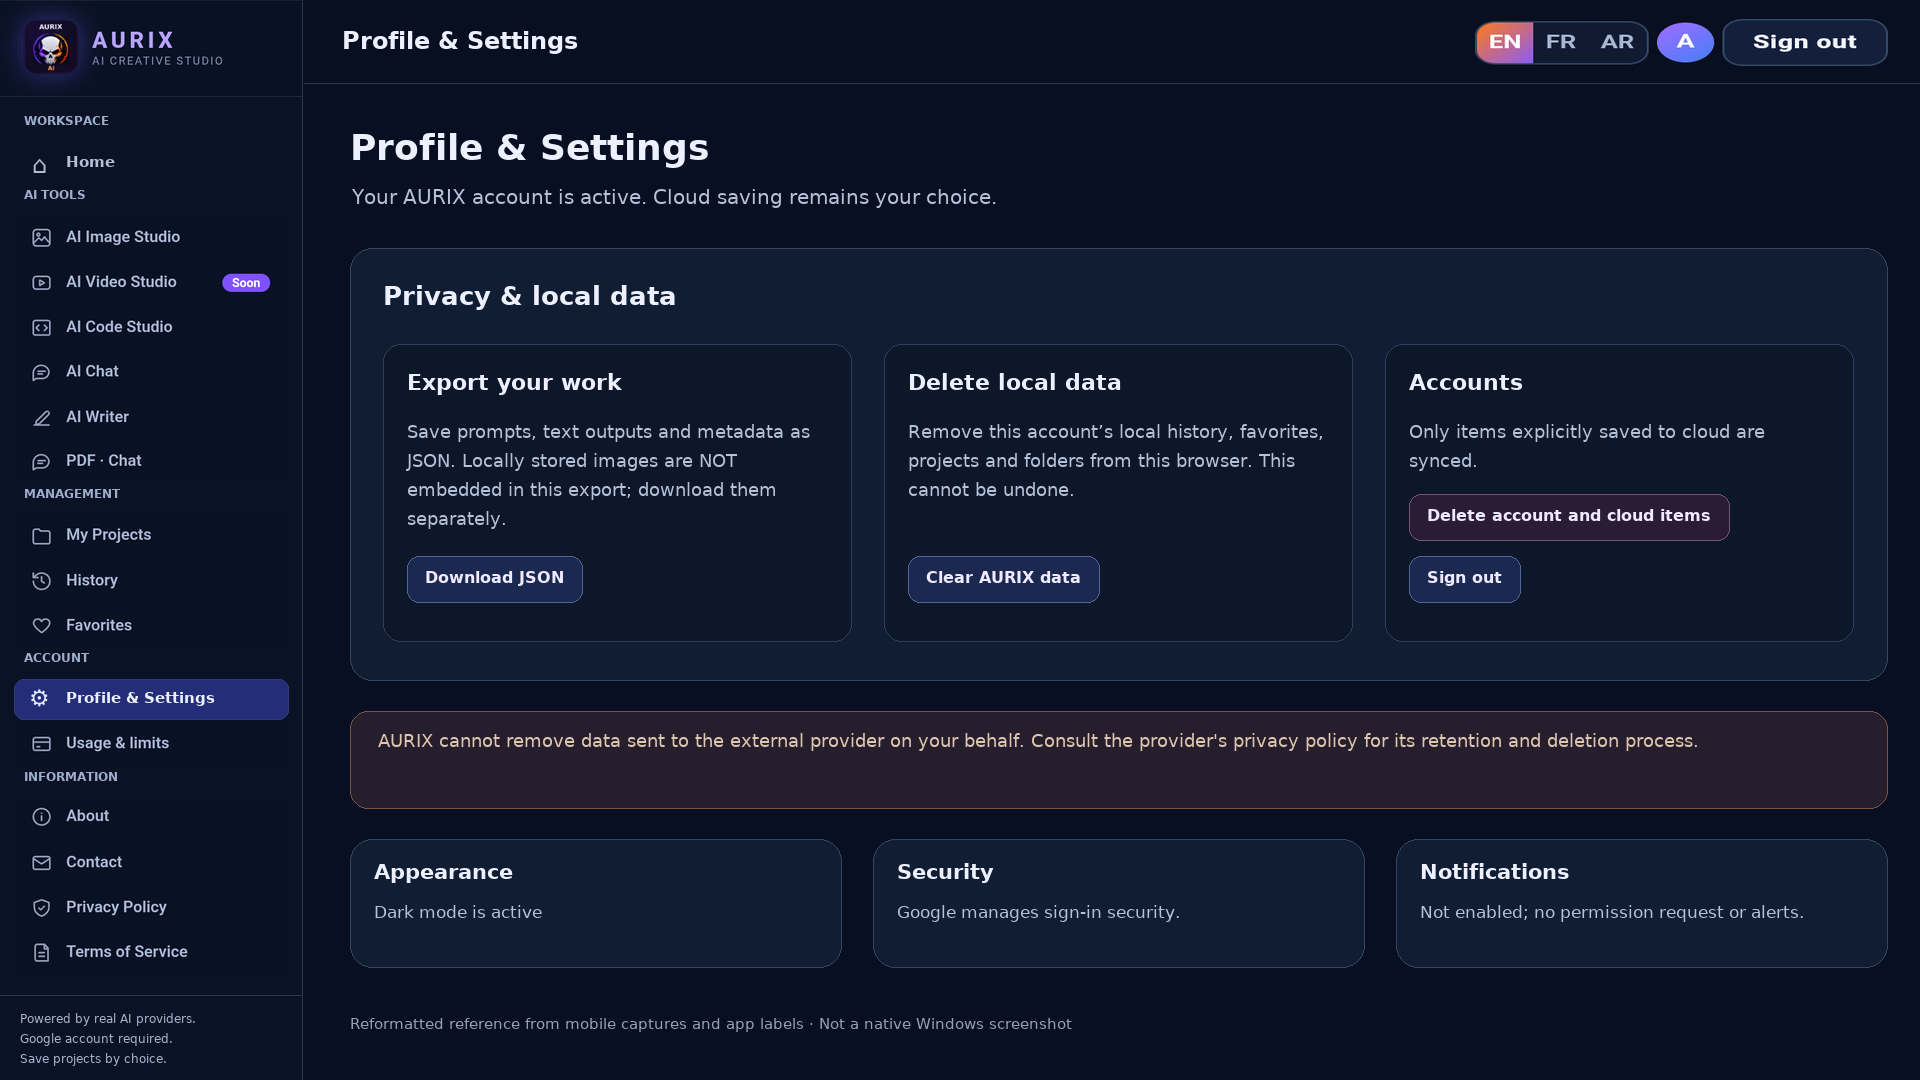 AURIX
AI
AURIX
AI CREATIVE STUDIO
WORKSPACE
Home
AI TOOLS
AI Image Studio
AI Video Studio
Soon
AI Code Studio
AI Chat
AI Writer
PDF · Chat
MANAGEMENT
My Projects
History
Favorites
ACCOUNT
Profile & Settings
Usage & limits
INFORMATION
About
Contact
Privacy Policy
Terms of Service
Powered by real AI providers.
Google account required.
Save projects by choice.
Profile & Settings
EN FR AR
A
Sign out
Profile & Settings
Your AURIX account is active. Cloud saving remains your choice.
Privacy & local data
Export your work
Save prompts, text outputs and metadata as
JSON. Locally stored images are NOT
embedded in this export; download them
separately.
Download JSON
Delete local data
Remove this account’s local history, favorites,
projects and folders from this browser. This
cannot be undone.
Clear AURIX data
Accounts
Only items explicitly saved to cloud are
synced.
Delete account and cloud items
Sign out
AURIX cannot remove data sent to the external provider on your behalf. Consult the provider's privacy policy for its retention and deletion process.
Appearance
Dark mode is active
Security
Google manages sign-in security.
Notifications
Not enabled; no permission request or alerts.
Reformatted reference from mobile captures and app labels · Not a native Windows screenshot